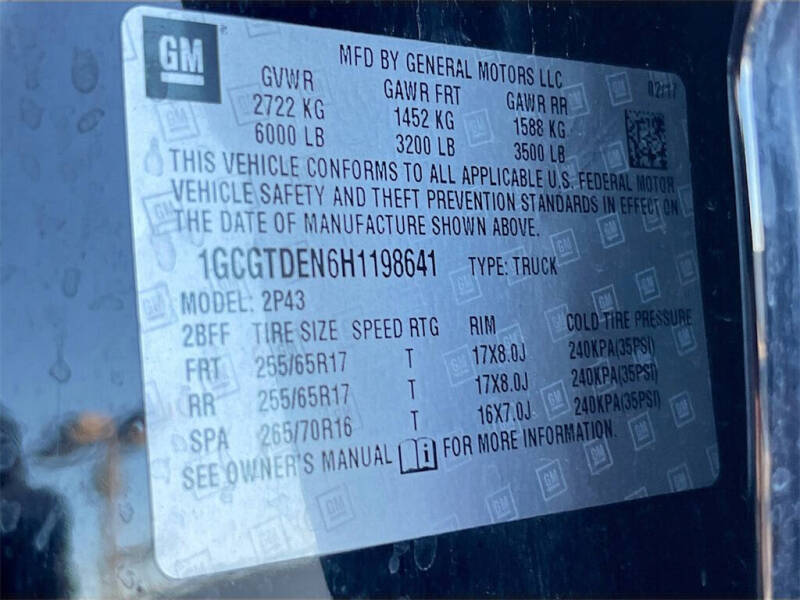 GM
MFD BY GENERAL MOTORS LLC
02/17
GVWR GAWR FRT GAWR RR
2722 KG 1452 KG 1588 KG
6000 LB 3200 LB 3500 LB
THIS VEHICLE CONFORMS TO ALL APPLICABLE U.S. FEDERAL MOTOR
VEHICLE SAFETY AND THEFT PREVENTION STANDARDS IN EFFECT ON
THE DATE OF MANUFACTURE SHOWN ABOVE.
1GCGTDEN6H1198641 TYPE: TRUCK
MODEL: 2P43
2BFF TIRE SIZE SPEED RTG RIM COLD TIRE PRESSURE
FRT 255/65R17 T 17X8.0J 240KPA(35PSI)
RR 255/65R17 T 17X8.0J 240KPA(35PSI)
SPA 265/70R16 T 16X7.0J 240KPA(35PSI)
SEE OWNER'S MANUAL i FOR MORE INFORMATION.